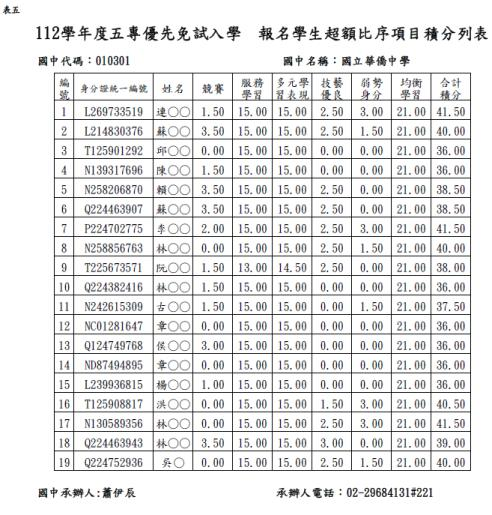 表五
112學年度五專優先免試入學 報名學生超額比序項目積分列表
國中代碼：010301 國中名稱：國立華僑中學
編號 身分證統一編號 姓名 競賽 服務學習 多元學習表現 技藝優良 弱勢身分 均衡學習 合計積分
1 L269733519 連○○ 1.50 15.00 15.00 2.50 3.00 21.00 41.50
2 L214830376 蘇○○ 3.50 15.00 15.00 2.50 1.50 21.00 40.00
3 T125901292 邱○○ 0.00 15.00 15.00 0.00 0.00 21.00 36.00
4 N139317696 陳○○ 1.50 15.00 15.00 0.00 0.00 21.00 36.00
5 N258206870 賴○○ 3.50 15.00 15.00 2.50 0.00 21.00 38.50
6 Q224463907 蘇○○ 3.50 15.00 15.00 2.50 0.00 21.00 38.50
7 P224702775 李○○ 2.00 15.00 15.00 2.50 3.00 21.00 41.50
8 N258856763 林○○ 0.00 15.00 15.00 2.50 1.50 21.00 40.00
9 T225673571 阮○○ 1.50 13.00 14.50 2.50 0.00 21.00 38.00
10 Q224382416 林○○ 1.50 15.00 15.00 0.00 0.00 21.00 36.00
11 N242615309 古○○ 1.50 15.00 15.00 0.00 1.50 21.00 37.50
12 NC01281647 章○○ 0.00 15.00 15.00 0.00 0.00 21.00 36.00
13 Q124749768 侯○○ 3.00 15.00 15.00 0.00 0.00 21.00 36.00
14 ND87494895 章○○ 0.00 15.00 15.00 0.00 0.00 21.00 36.00
15 L239936815 楊○○ 1.00 15.00 15.00 0.00 0.00 21.00 36.00
16 T125908817 洪○○ 0.00 15.00 15.00 1.50 3.00 21.00 40.50
17 N130589356 林○○ 0.00 15.00 15.00 2.50 3.00 21.00 41.50
18 Q224463943 林○○ 3.50 15.00 15.00 3.00 0.00 21.00 39.00
19 Q224752936 吳○ 0.00 15.00 15.00 2.50 1.50 21.00 40.00
國中承辦人:蕭伊辰 承辦人電話：02-29684131#221